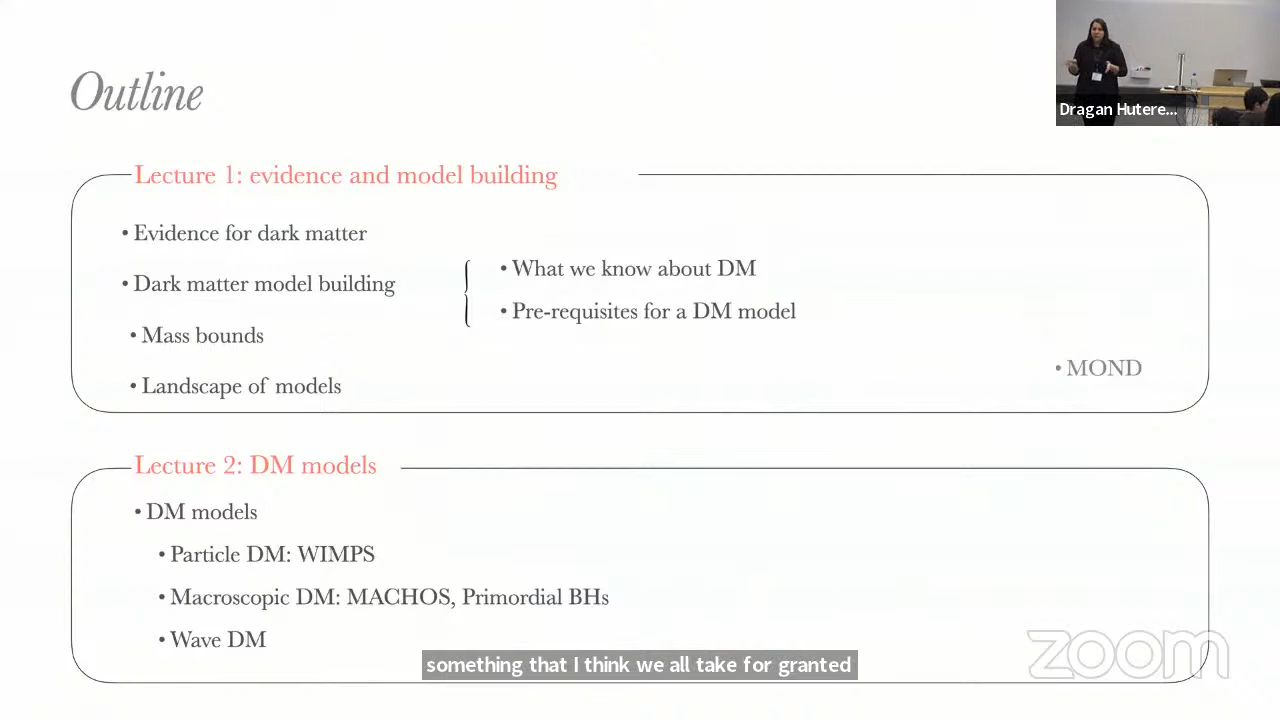 Outline
Dragan Hutere...
Lecture 1: evidence and model building
• Evidence for dark matter
• Dark matter model building
• What we know about DM
• Pre-requisites for a DM model
• Mass bounds
• Landscape of models
• MOND
Lecture 2: DM models
• DM models
• Particle DM: WIMPS
• Macroscopic DM: MACHOS, Primordial BHs
• Wave DM
something that I think we all take for granted
zoom